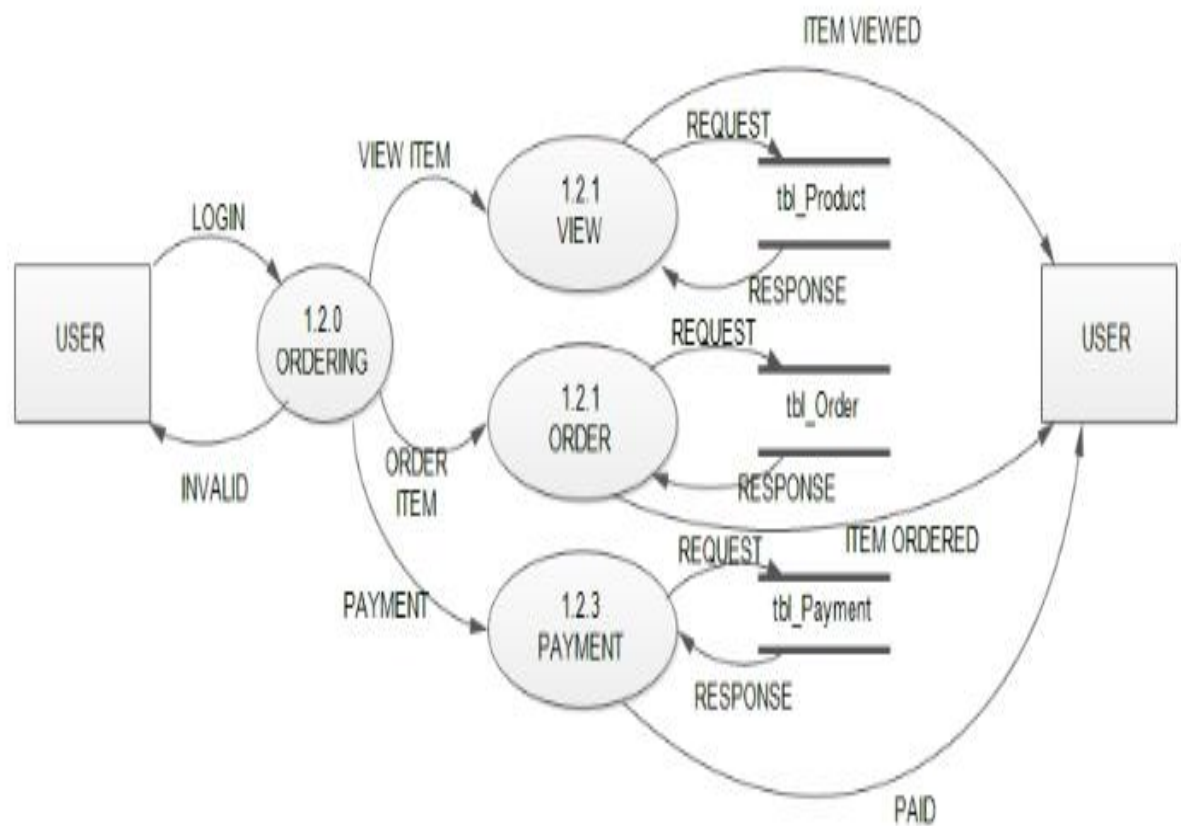 ITEM VIEWED
REQUEST
VIEW ITEM
1.2.1
VIEW
tbl_Product
LOGIN
RESPONSE
USER
1.2.0
ORDERING
REQUEST
USER
1.2.1
ORDER
tbl_Order
INVALID
ORDER
ITEM
RESPONSE
ITEM ORDERED
REQUEST
PAYMENT
1.2.3
PAYMENT
tbl_Payment
RESPONSE
PAID